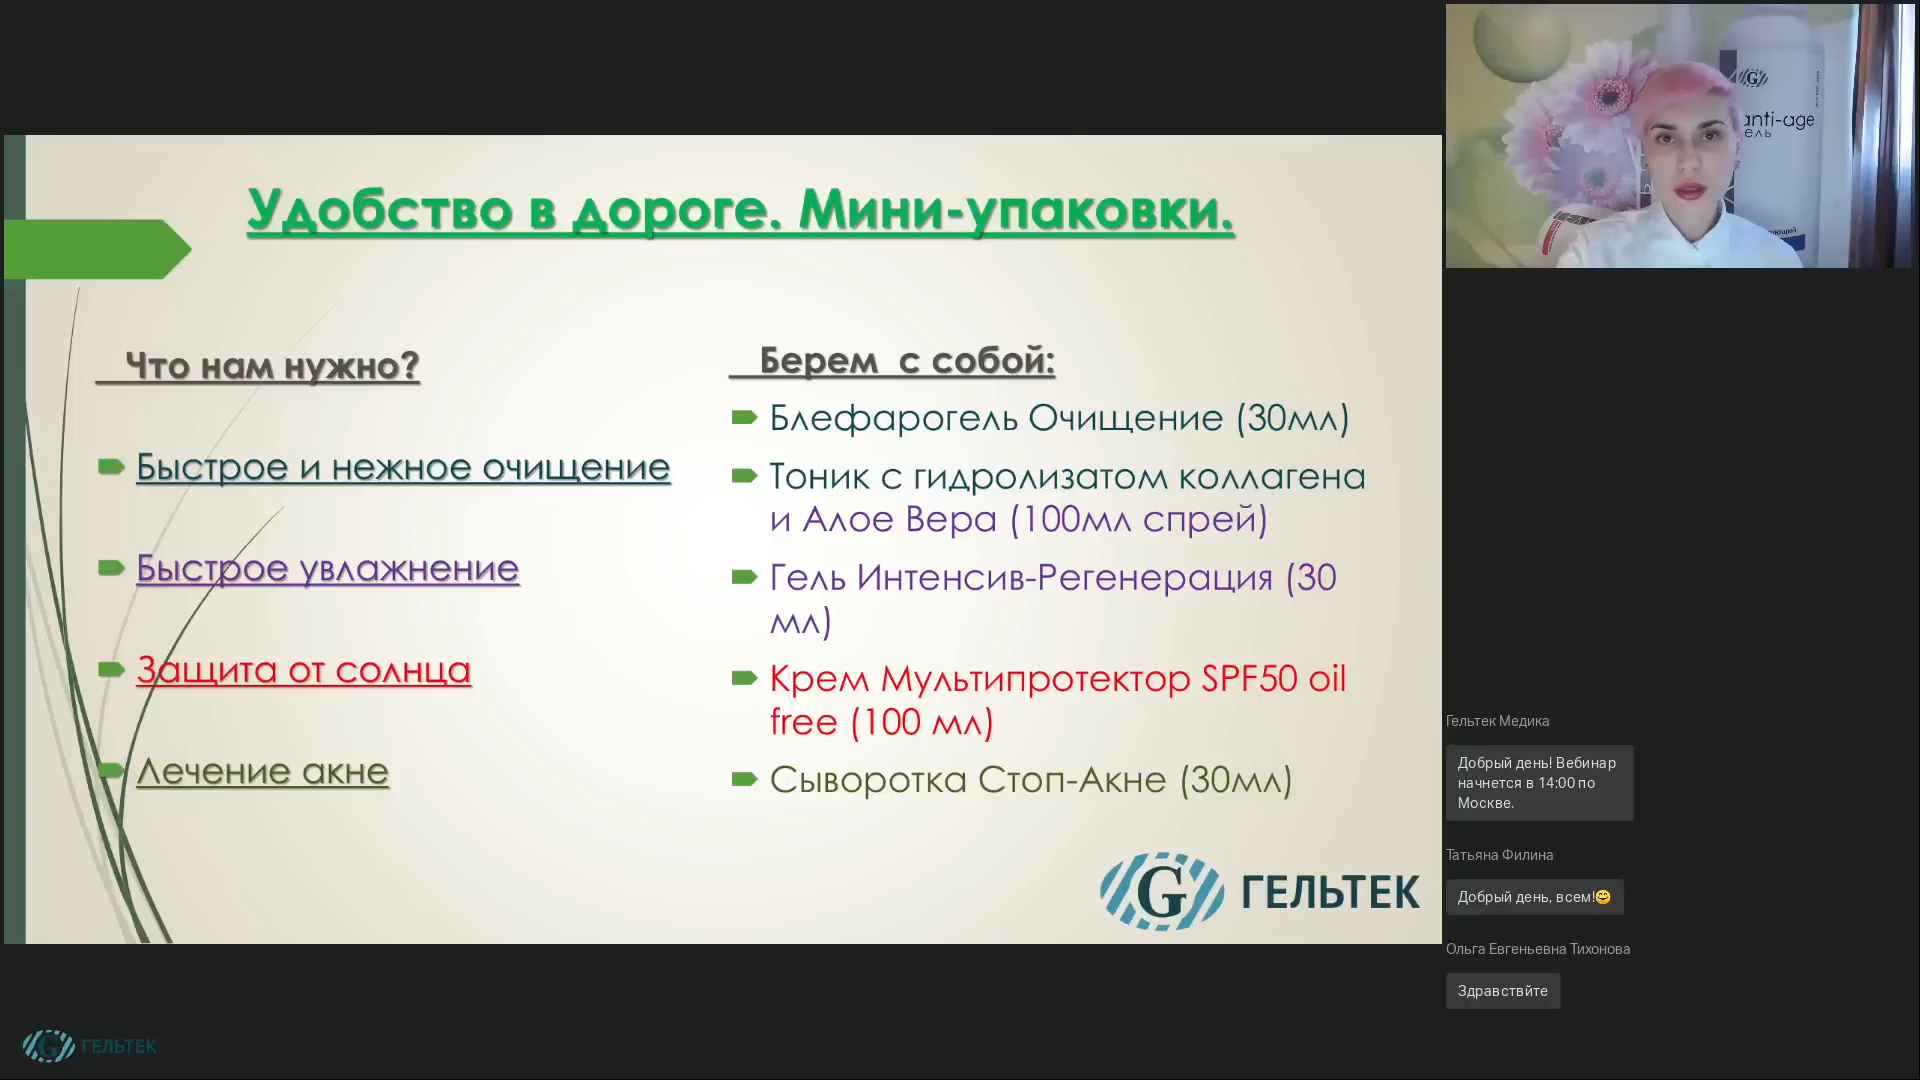 Удобство в дороге. Мини-упаковки.
Что нам нужно?
Быстрое и нежное очищение
Быстрое увлажнение
Защита от солнца
Лечение акне
Берем с собой:
Блефарогель Очищение (30мл)
Тоник с гидролизатом коллагена
и Алое Вера (100мл спрей)
Гель Интенсив-Регенерация (30
мл)
Крем Мультипротектор SPF50 oil
free (100 мл)
Сыворотка Стоп-Акне (30мл)
G ГЕЛЬТЕК
G
anti-age
Гельтек Медика
Добрый день! Вебинар
начнется в 14:00 по
Москве.
Татьяна Филина
Добрый день, всем!😊
Ольга Евгеньевна Тихонова
Здравствйте
G ГЕЛЬТЕК